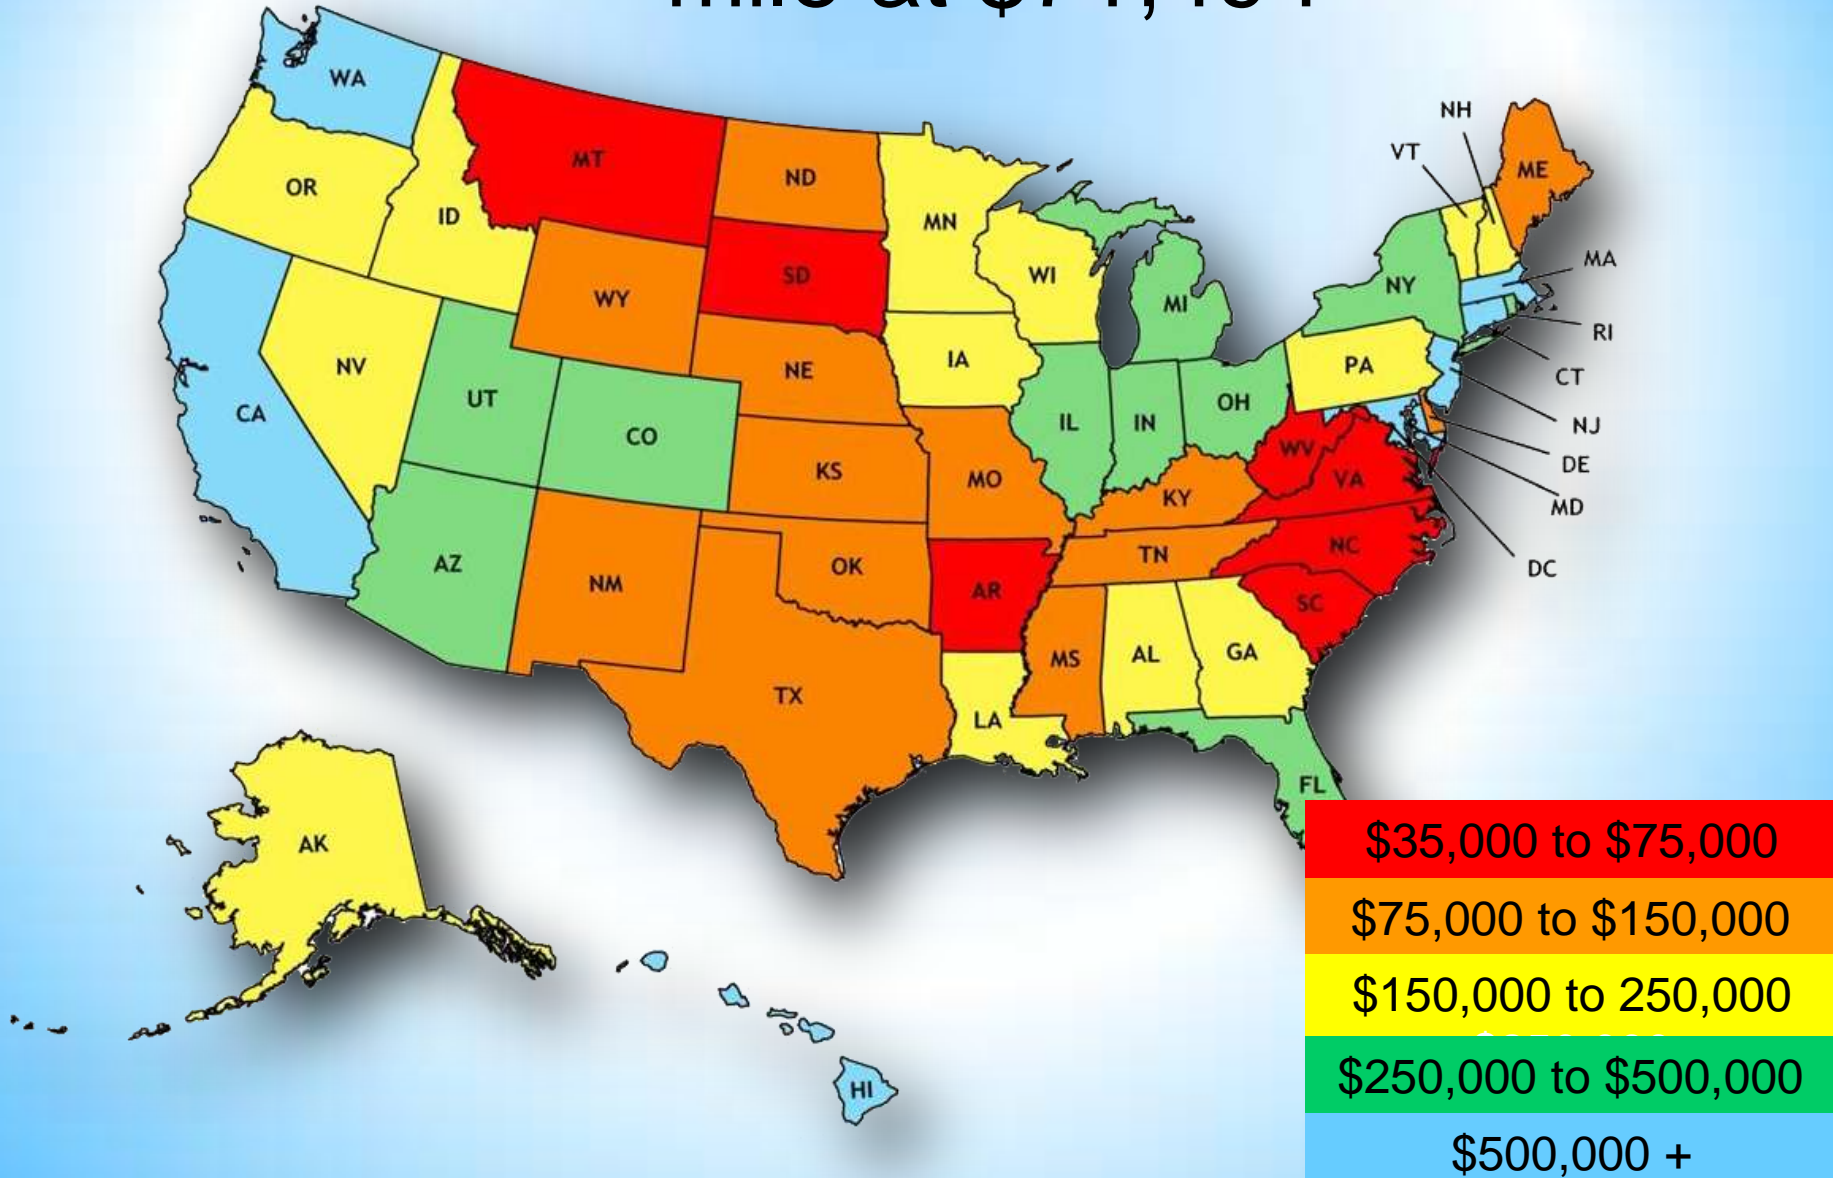 WA
MT
ND
MN
OR
ID
SD
WY
WI
MI
NH
VT
ME
NY
MA
RI
CT
NJ
DE
MD
DC
NV
UT
CO
NE
IA
IL
IN
OH
PA
CA
KS
MO
KY
WV
VA
AZ
NM
OK
AR
TN
NC
SC
TX
LA
MS
AL
GA
FL
AK
HI
$35,000 to $75,000
$75,000 to $150,000
$150,000 to 250,000
$250,000 to $500,000
$500,000 +